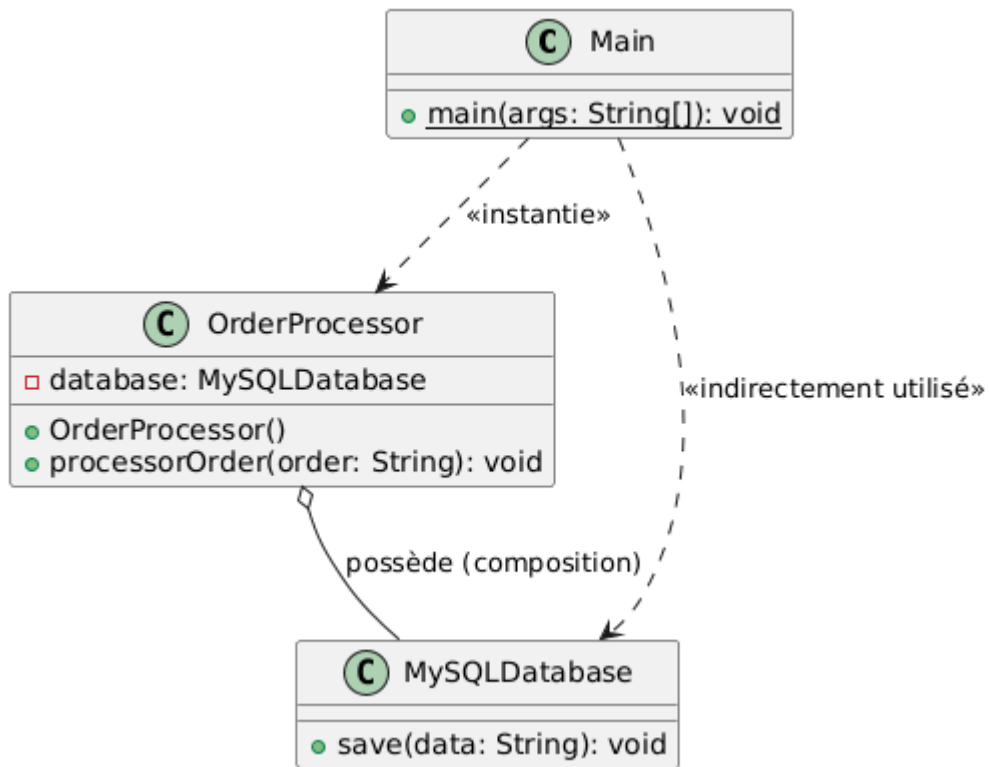 C Main
main(args: String[]): void
«instantie»
C OrderProcessor
database: MySQLDatabase
«indirectement utilisé»
OrderProcessor()
processorOrder(order: String): void
possède (composition)
C MySQLDatabase
save(data: String): void